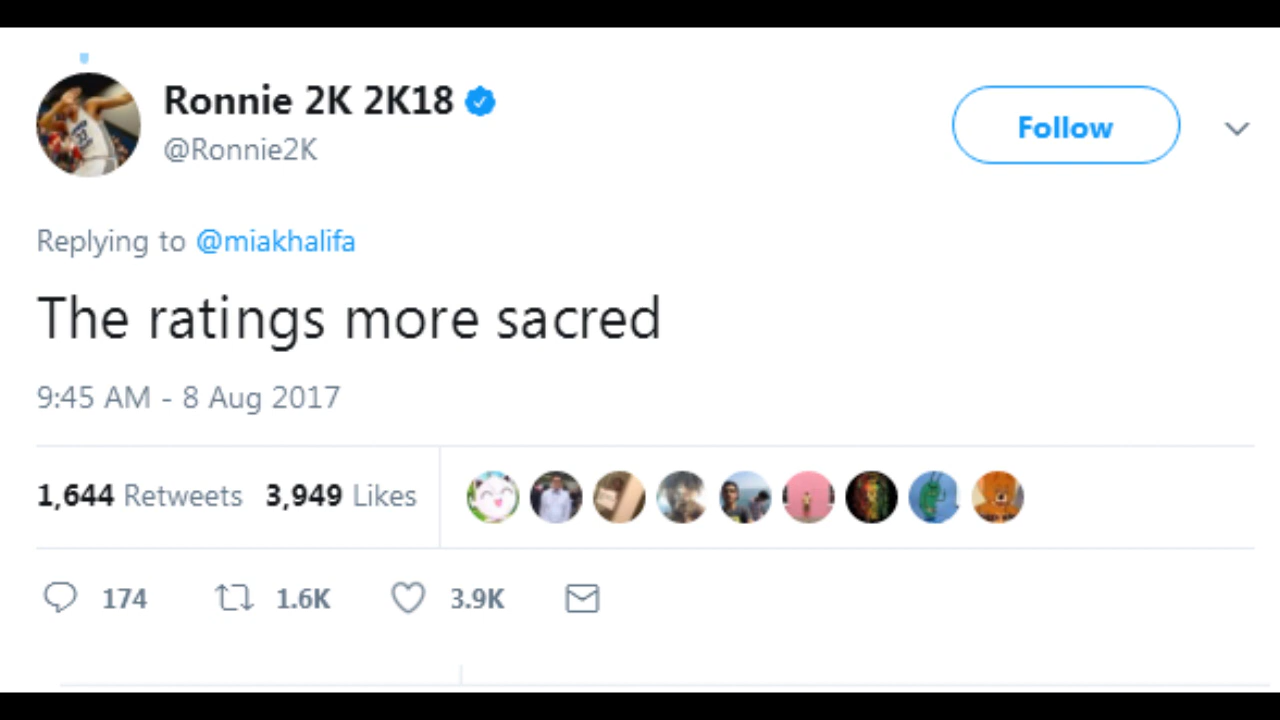 Ronnie 2K 2K18
@Ronnie2K
Follow
Replying to @miakhalifa
The ratings more sacred
9:45 AM - 8 Aug 2017
1,644 Retweets 3,949 Likes
174 1.6K 3.9K